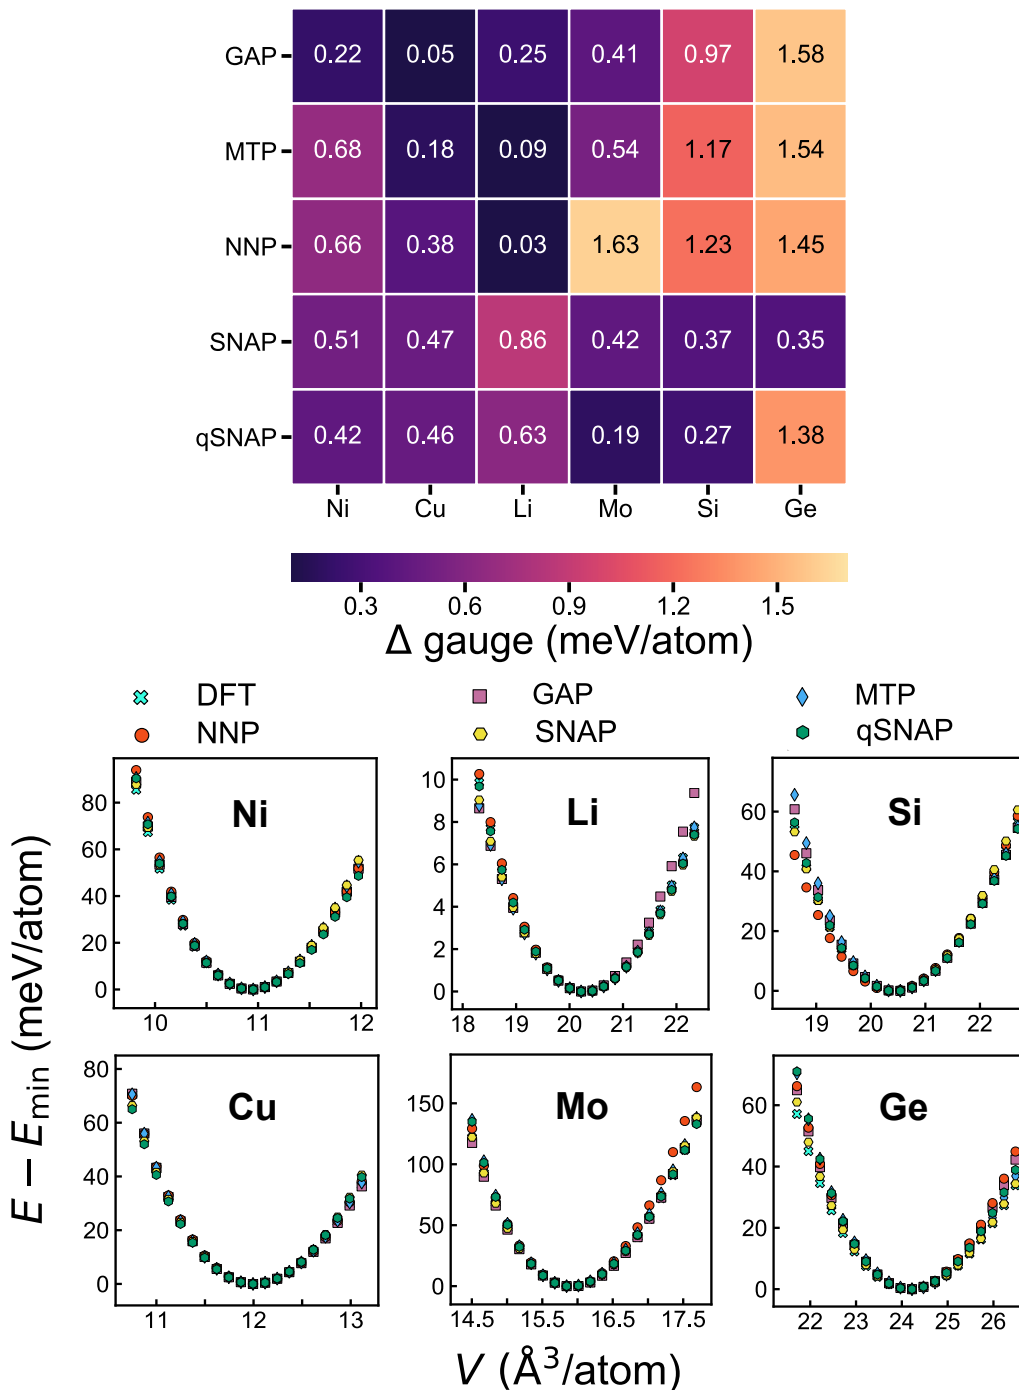 GAP 0.22 0.05 0.25 0.41 0.97 1.58
MTP 0.68 0.18 0.09 0.54 1.17 1.54
NNP 0.66 0.38 0.03 1.63 1.23 1.45
SNAP 0.51 0.47 0.86 0.42 0.37 0.35
qSNAP 0.42 0.46 0.63 0.19 0.27 1.38
Ni Cu Li Mo Si Ge
0.3 0.6 0.9 1.2 1.5
Δ gauge (meV/atom)
DFT GAP MTP
NNP SNAP qSNAP
E − E_min (meV/atom)
Ni
80
60
40
20
0
10 11 12
Li
10
8
6
4
2
0
18 19 20 21 22
Si
60
40
20
0
19 20 21 22
Cu
80
60
40
20
0
11 12 13
Mo
150
100
50
0
14.5 15.5 16.5 17.5
Ge
60
40
20
0
22 23 24 25 26
V (Å³/atom)